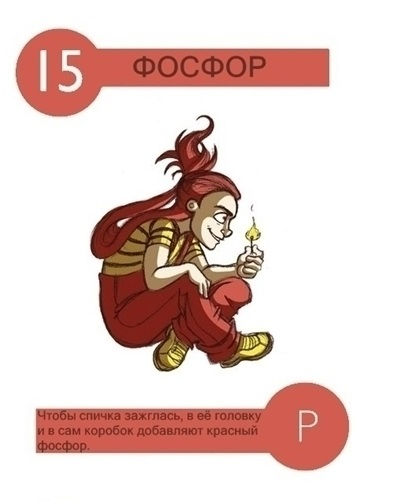 15
ФОСФОР
Чтобы спичка зажглась, в её головку
и в сам коробок добавляют красный
фосфор.
P